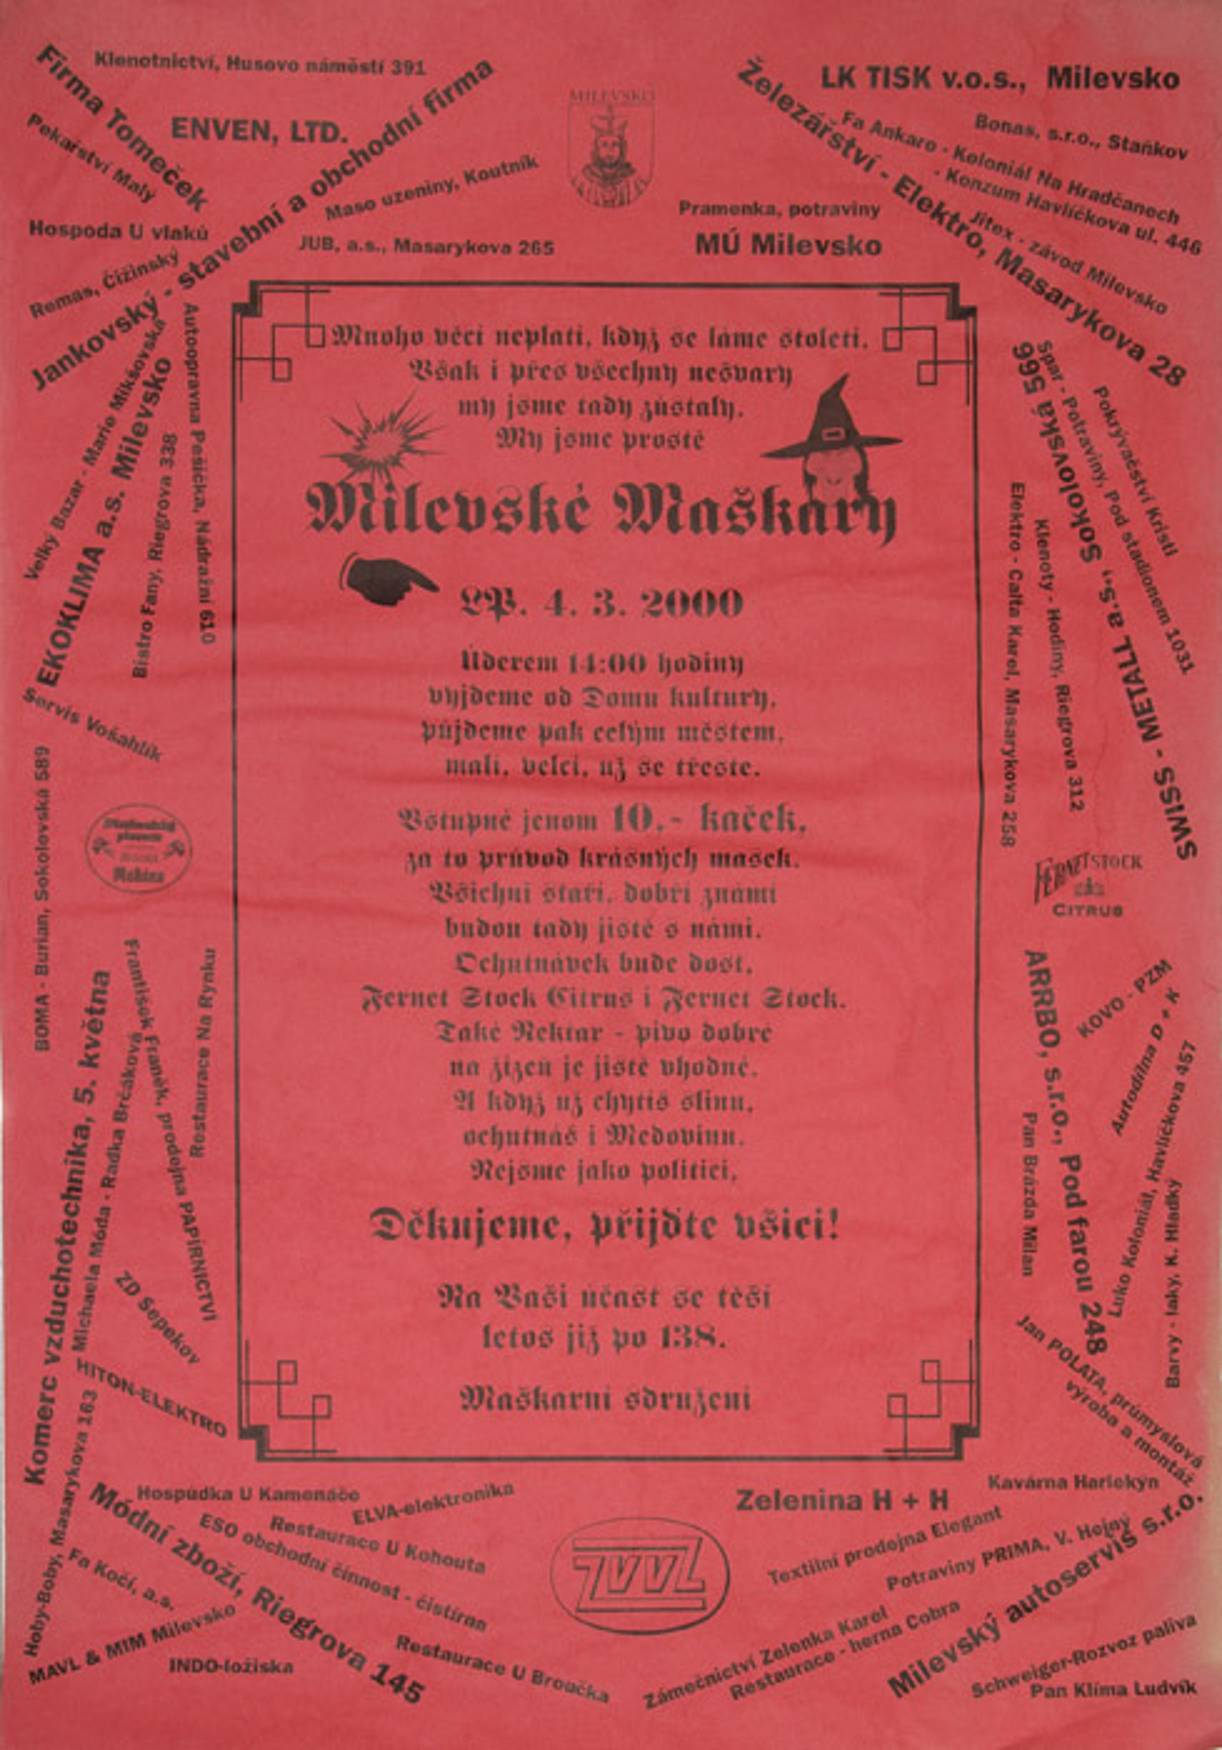 Klenotnictví, Husovo náměstí 391
Firma Tomeček
ENVEN, LTD.
Pekařství Malý
Jankovský - stavební a obchodní firma
Maso uzeniny, Koutník
Hospoda U vlaků
JUB, a.s., Masarykova 265
Remas, Čížinský
MILEVSKO
LK TISK v.o.s., Milevsko
Železářství - Elektro, Masarykova 28
Bonas, s.r.o., Staňkov
Fa Ankaro - Koloniál Na Hradčanech
- Konzum Havlíčkova ul. 446
Pramenka, potraviny
MÚ Milevsko
Jitex - závod Milevsko
Velký Bazar - Marie Mikšovská
EKOKLIMA a.s. Milevsko
Bistro Fany, Riegrova 338
Autoopravna Pešička, Nádražní 610
Servis Vošahlík
BOMA - Burian, Sokolovská 589
Mnoho věcí neplatí, když se láme století.
Však i přes všechny nešvary
my jsme tady zůstaly.
My jsme prostě
Milevské Maškary
LP. 4. 3. 2000
Úderem 14:00 hodiny
vyjdeme od Domu kultury,
půjdeme pak celým městem,
malí, velcí, už se třeste.
Vstupné jenom 10,- kaček,
za to průvod krásných mašek.
Všichni staří, dobří známí
budou tady jistě s námi.
Ochutnávek bude dost,
Fernet Stock Citrus i Fernet Stock.
Také Nektar - pivo dobré
na žízeň je jistě vhodné.
A když už chytíš slinu,
ochutnáš i Medovinu.
Nejsme jako politici,
Děkujeme, přijďte všici!
Na Vaši účast se těší
letos již po 138.
Maškarní sdružení
Spar - Potraviny, Pod stadionem 1031
Pokrývačství Kristl
SWISS - METALL a.s., Sokolovská 566
Klenoty - Hodiny, Riegrova 312
Elektro - Calta Karel, Masarykova 258
FERNET STOCK
CITRUS
Nektar
Komerc vzduchotechnika, 5. května
Michaela Móda - Radka Brčáková
František Franěk, prodejna PAPÍRNICTVÍ
Restaurace Na Rynku
ZD Sepekov
HITON-ELEKTRO
Hoby-Boby, Masarykova 163
ARRBO, s.r.o., Pod farou 248
KOVO - PZM
Autodílna D + K
Luko Koloniál, Havlíčkova 457
Pan Brázda Milan
Barvy - laky, K. Hladký
Jan POLATA, průmyslová
výroba a montáž
Hospůdka U Kamenáče
ELVA-elektronika
Módní zboží, Riegrova 145
Restaurace U Kohouta
ESO obchodní činnost - čistírna
Fa Kočí, a.s.
MAVL & MIM Milevsko
INDO-ložiska
Restaurace U Broučka
ZVVZ
Kavárna Harlekýn
Zelenina H + H
Textilní prodejna Elegant
Potraviny PRIMA, V. Hejný
Milevský autoservis s.r.o.
Zámečnictví Zelenka Karel
Restaurace - herna Cobra
Schweiger-Rozvoz paliva
Pan Klíma Ludvík